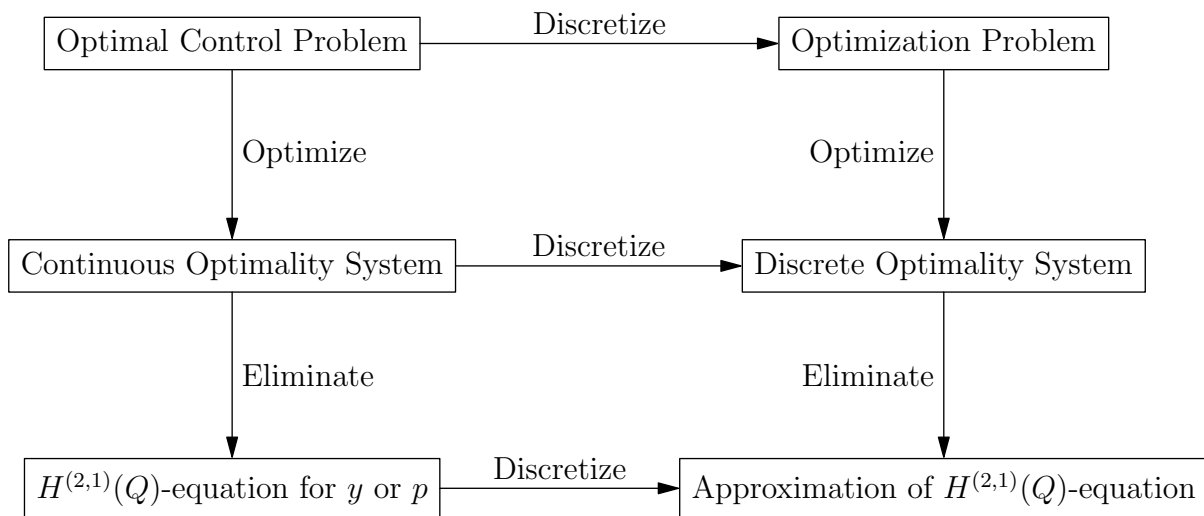 Optimal Control Problem
Discretize
Optimization Problem
Optimize
Optimize
Continuous Optimality System
Discretize
Discrete Optimality System
Eliminate
Eliminate
$H^{(2,1)}(Q)$-equation for $y$ or $p$
Discretize
Approximation of $H^{(2,1)}(Q)$-equation